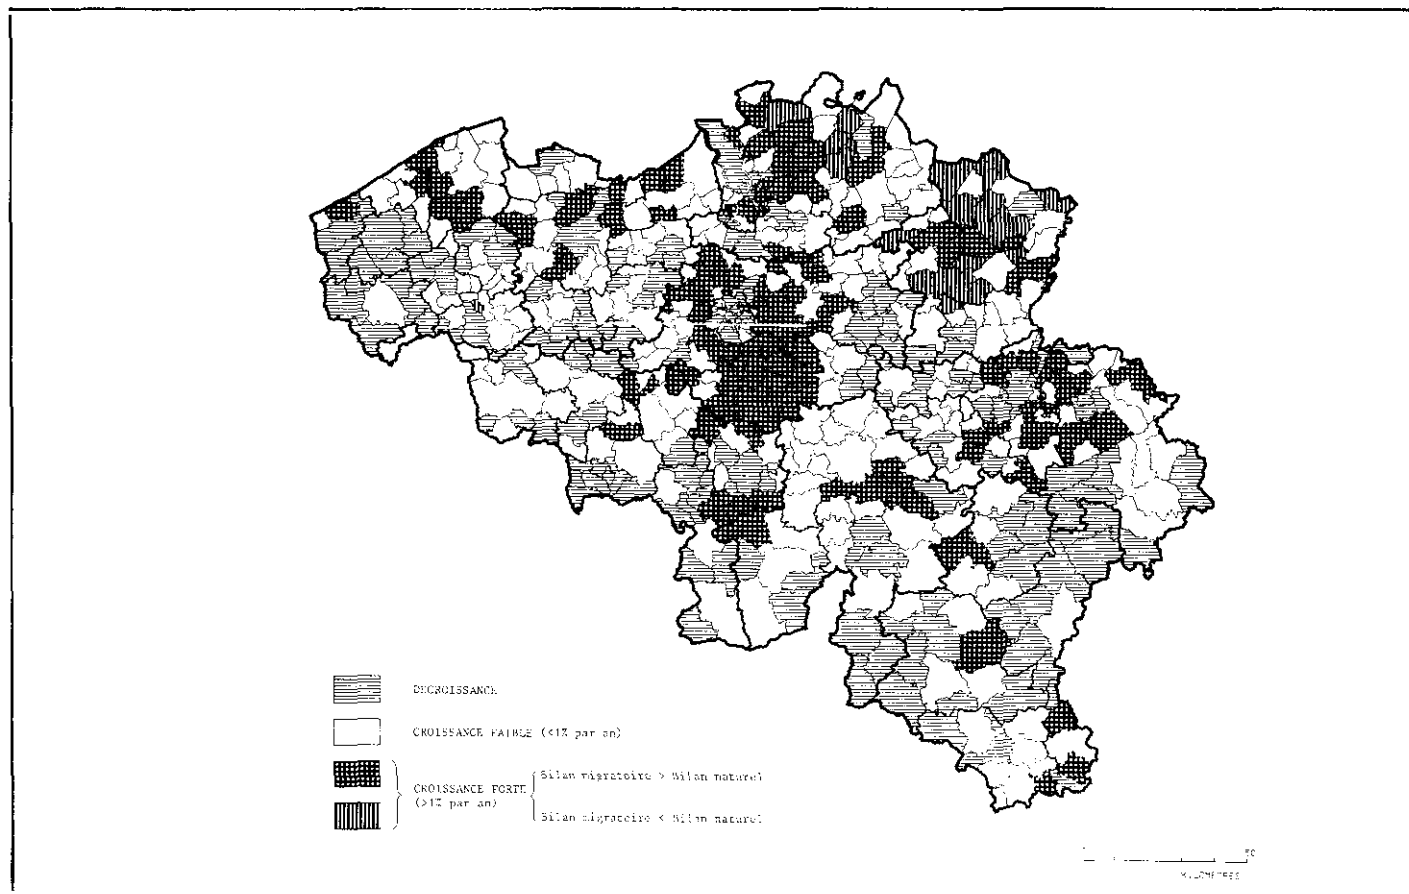 DECROISSANCE
CROISSANCE FAIBLE (<1% par an)
Bilan migratoire > Bilan naturel
CROISSANCE FORTE
(>1% par an)
Bilan migratoire < Bilan naturel
50
KILOMETRES